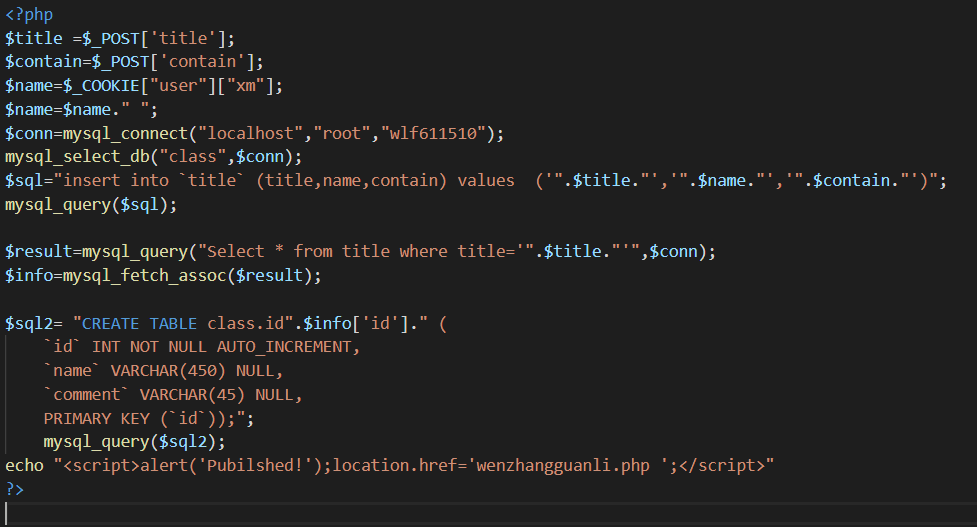 <?php
$title =$_POST['title'];
$contain=$_POST['contain'];
$name=$_COOKIE["user"]["xm"];
$name=$name." ";
$conn=mysql_connect("localhost","root","wlf611510");
mysql_select_db("class",$conn);
$sql="insert into `title` (title,name,contain) values  ('".$title."','".$name."','".$contain."')";
mysql_query($sql);

$result=mysql_query("Select * from title where title='".$title."'",$conn);
$info=mysql_fetch_assoc($result);

$sql2= "CREATE TABLE class.id".$info['id']." (
    `id` INT NOT NULL AUTO_INCREMENT,
    `name` VARCHAR(450) NULL,
    `comment` VARCHAR(45) NULL,
    PRIMARY KEY (`id`));";
    mysql_query($sql2);
echo "<script>alert('Pubilshed!');location.href='wenzhangguanli.php ';</script>"
?>